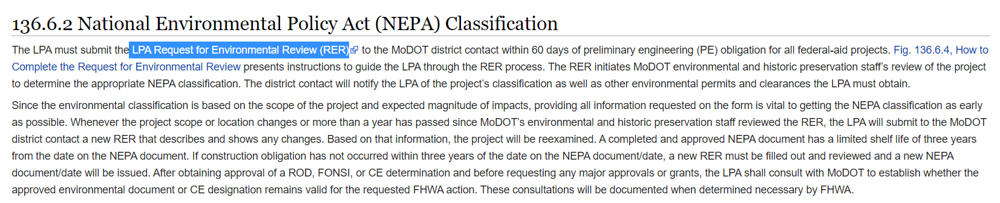 136.6.2 National Environmental Policy Act (NEPA) Classification
The LPA must submit the LPA Request for Environmental Review (RER) to the MoDOT district contact within 60 days of preliminary engineering (PE) obligation for all federal-aid projects. Fig. 136.6.4, How to
Complete the Request for Environmental Review presents instructions to guide the LPA through the RER process. The RER initiates MoDOT environmental and historic preservation staff’s review of the project
to determine the appropriate NEPA classification. The district contact will notify the LPA of the project’s classification as well as other environmental permits and clearances the LPA must obtain.
Since the environmental classification is based on the scope of the project and expected magnitude of impacts, providing all information requested on the form is vital to getting the NEPA classification as early
as possible. Whenever the project scope or location changes or more than a year has passed since MoDOT’s environmental and historic preservation staff reviewed the RER, the LPA will submit to the MoDOT
district contact a new RER that describes and shows any changes. Based on that information, the project will be reexamined. A completed and approved NEPA document has a limited shelf life of three years
from the date on the NEPA document. If construction obligation has not occurred within three years of the date on the NEPA document/date, a new RER must be filled out and reviewed and a new NEPA
document/date will be issued. After obtaining approval of a ROD, FONSI, or CE determination and before requesting any major approvals or grants, the LPA shall consult with MoDOT to establish whether the
approved environmental document or CE designation remains valid for the requested FHWA action. These consultations will be documented when determined necessary by FHWA.